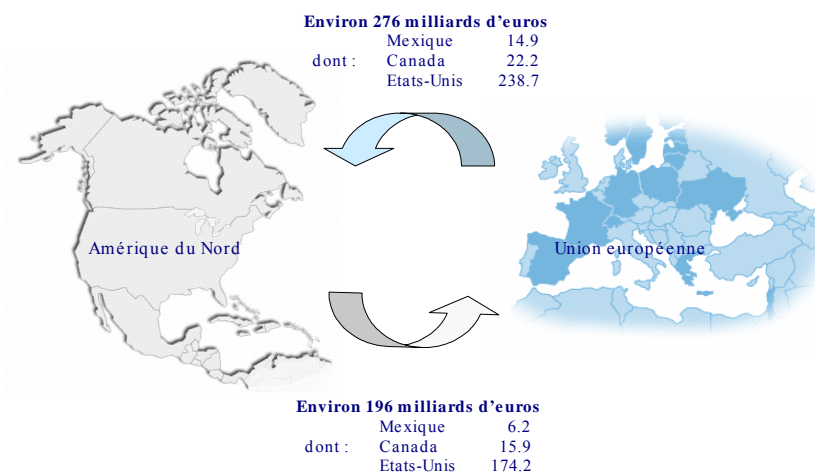 Environ 276 milliards d'euros
Mexique 14.9
dont : Canada 22.2
Etats-Unis 238.7
Amérique du Nord
Union européenne
Environ 196 milliards d'euros
Mexique 6.2
dont : Canada 15.9
Etats-Unis 174.2